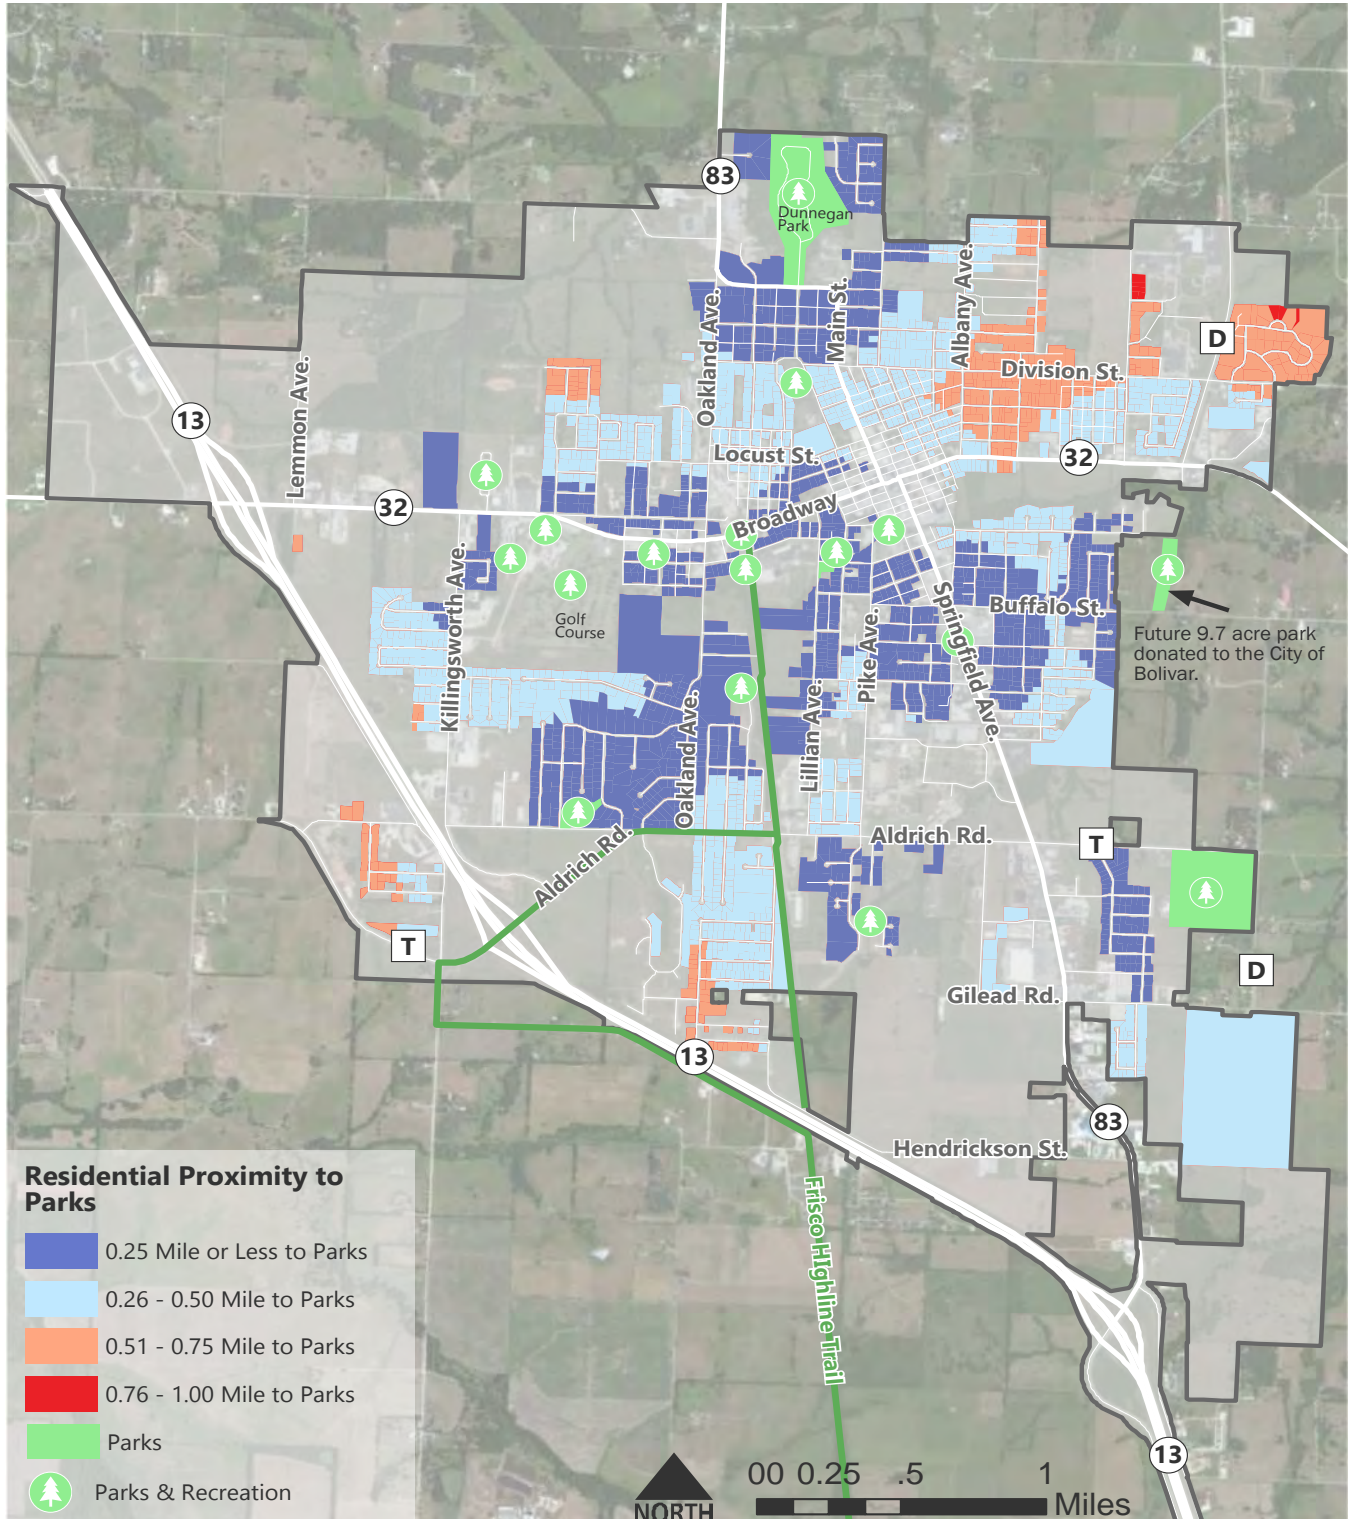 83
Dunnegan
Park
Oakland Ave.
Main St.
Albany Ave.
D
Division St.
Lemmon Ave.
13
Locust St.
32
32
Broadway
Killingsworth Ave.
Golf
Course
Springfield Ave.
Buffalo St.
Pike Ave.
Future 9.7 acre park
donated to the City of
Bolivar.
Oakland Ave.
Lillian Ave.
Aldrich Rd.
Aldrich Rd.
T
T
D
Gilead Rd.
13
83
Hendrickson St.
Frisco HIghline Trail
13
Residential Proximity to
Parks
0.25 Mile or Less to Parks
0.26 - 0.50 Mile to Parks
0.51 - 0.75 Mile to Parks
0.76 - 1.00 Mile to Parks
Parks
Parks & Recreation
NORTH
00 0.25 .5 1
Miles